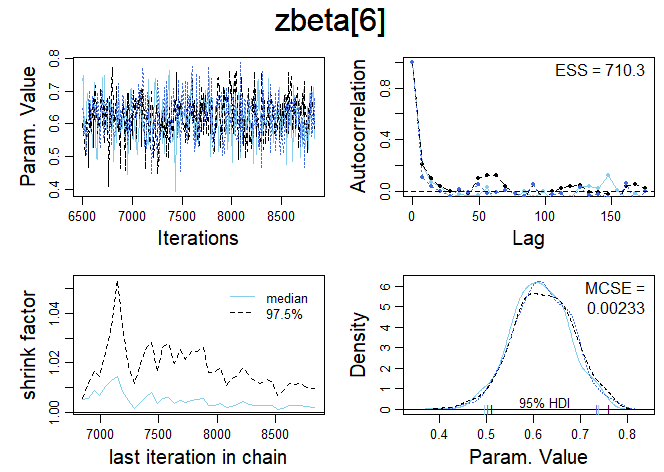 zbeta[6]
Param. Value
0.4 0.5 0.6 0.7 0.8
6500 7000 7500 8000 8500
Iterations
Autocorrelation
0.0 0.4 0.8
ESS = 710.3
0 50 100 150
Lag
shrink factor
1.00 1.02 1.04
median
97.5%
7000 7500 8000 8500
last iteration in chain
Density
0 1 2 3 4 5 6
MCSE =
0.00233
95% HDI
0.4 0.5 0.6 0.7 0.8
Param. Value